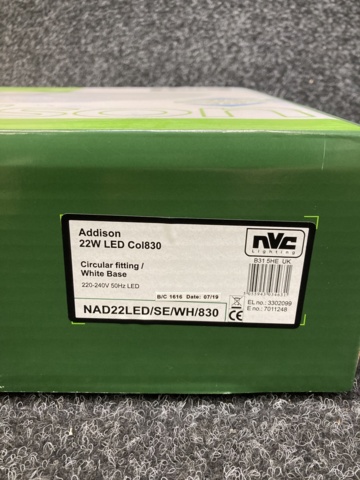 Addison
22W LED Col830
Circular fitting /
White Base
220-240V 50Hz LED
B/C 1616 Date: 07/19
NAD22LED/SE/WH/830
nvc
Lighting
B31 5HE UK
EL no.: 3302099
E no.: 7011248
CE